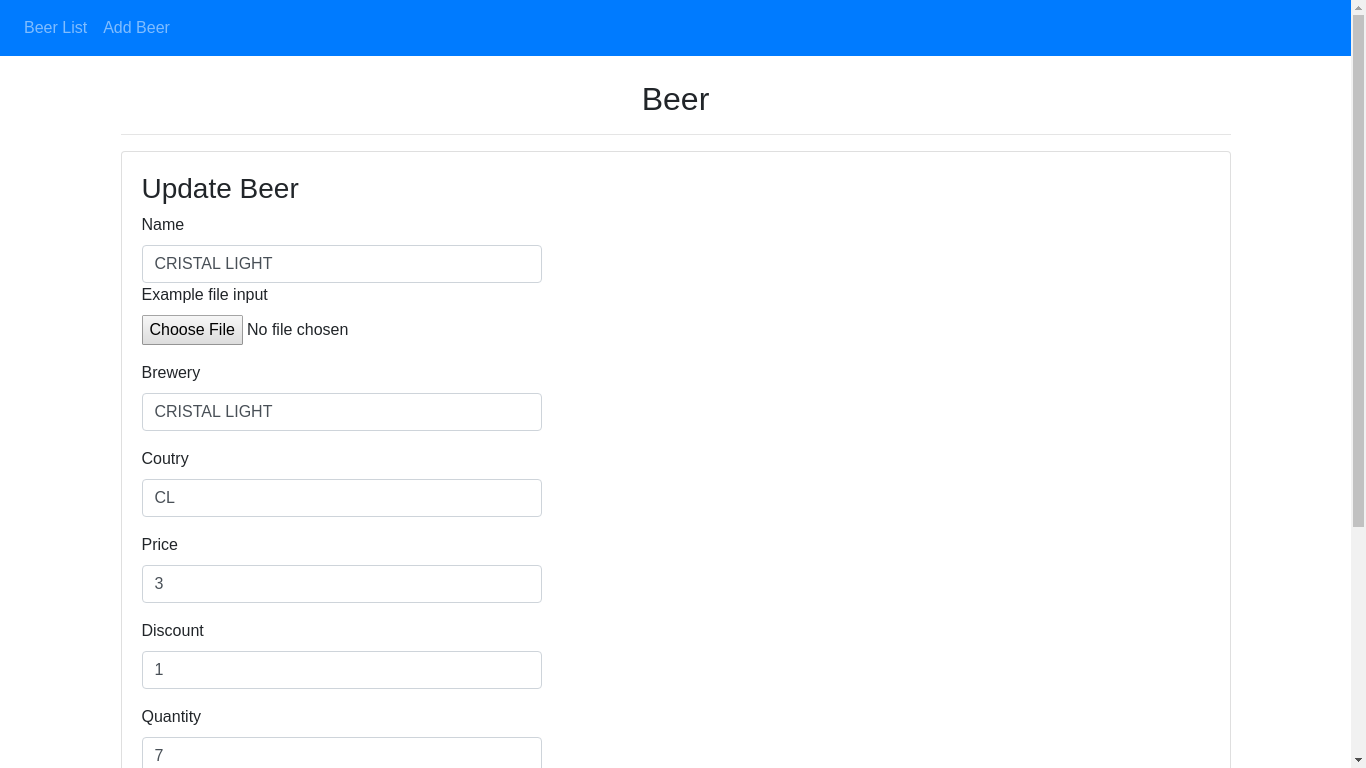 Beer List Add Beer
Beer
Update Beer
Name
CRISTAL LIGHT
Example file input
Choose File No file chosen
Brewery
CRISTAL LIGHT
Coutry
CL
Price
3
Discount
1
Quantity
7